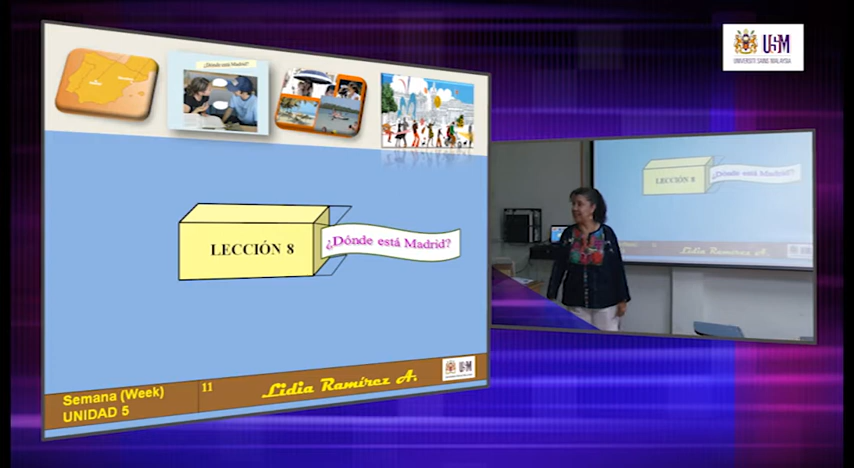 USM
UNIVERSITI SAINS MALAYSIA
¿Dónde está Madrid?
LECCIÓN 8
¿Dónde está Madrid?
Semana (Week)
UNIDAD 5
11
Lidia Ramírez A.
USM
LECCIÓN 8
¿Dónde está Madrid?
Lidia Ramírez A.